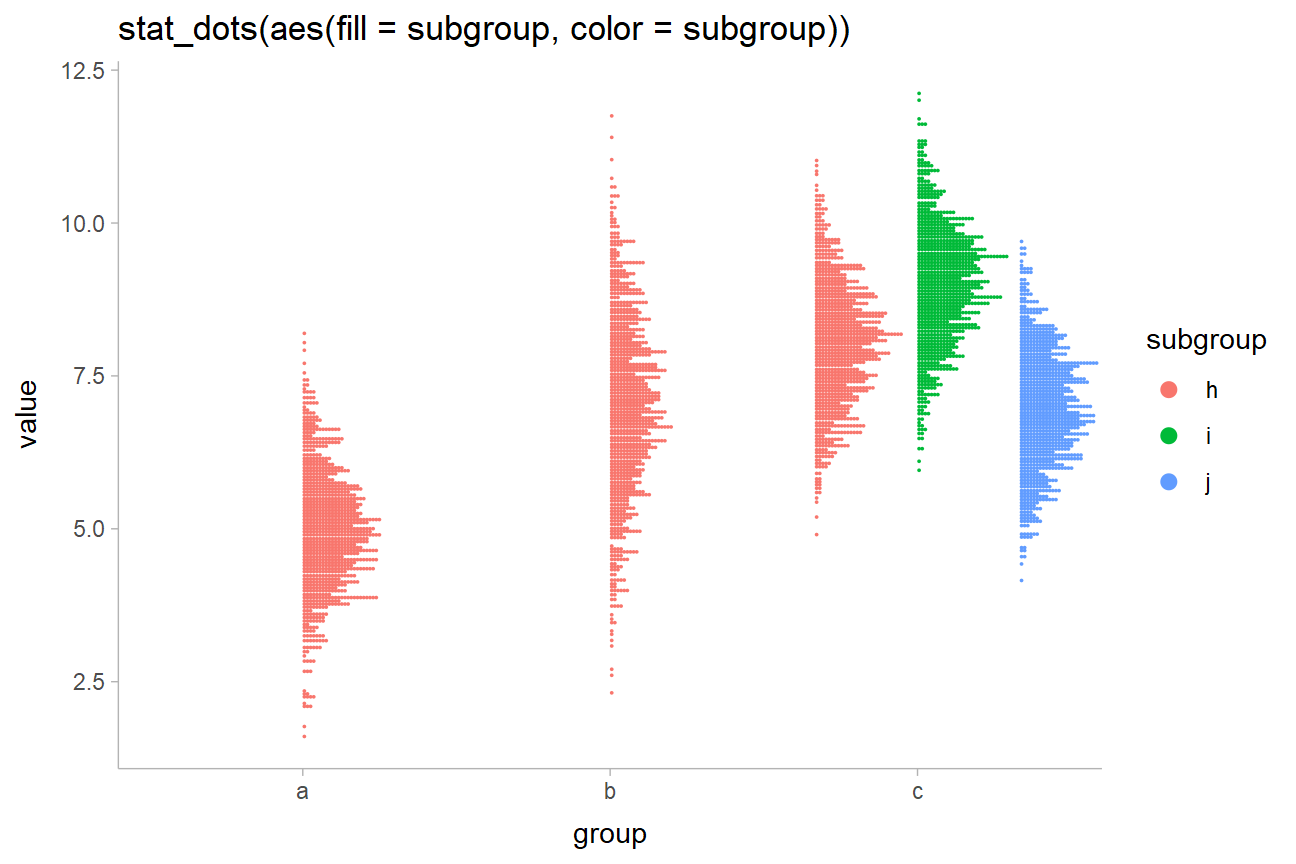 stat_dots(aes(fill = subgroup, color = subgroup))
12.5
10.0
7.5
5.0
2.5
value
a
b
c
group
subgroup
h
i
j